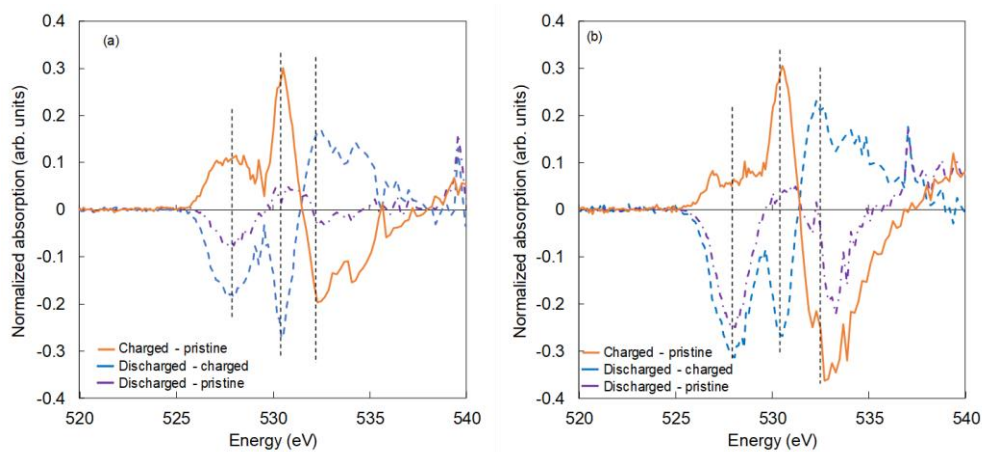 (a)
Normalized absorption (arb. units)
0.4
0.3
0.2
0.1
0
-0.1
-0.2
-0.3
-0.4
Charged - pristine
Discharged - charged
Discharged - pristine
520 525 530 535 540
Energy (eV)
(b)
Normalized absorption (arb. units)
0.4
0.3
0.2
0.1
0
-0.1
-0.2
-0.3
-0.4
Charged - pristine
Discharged - charged
Discharged - pristine
520 525 530 535 540
Energy (eV)